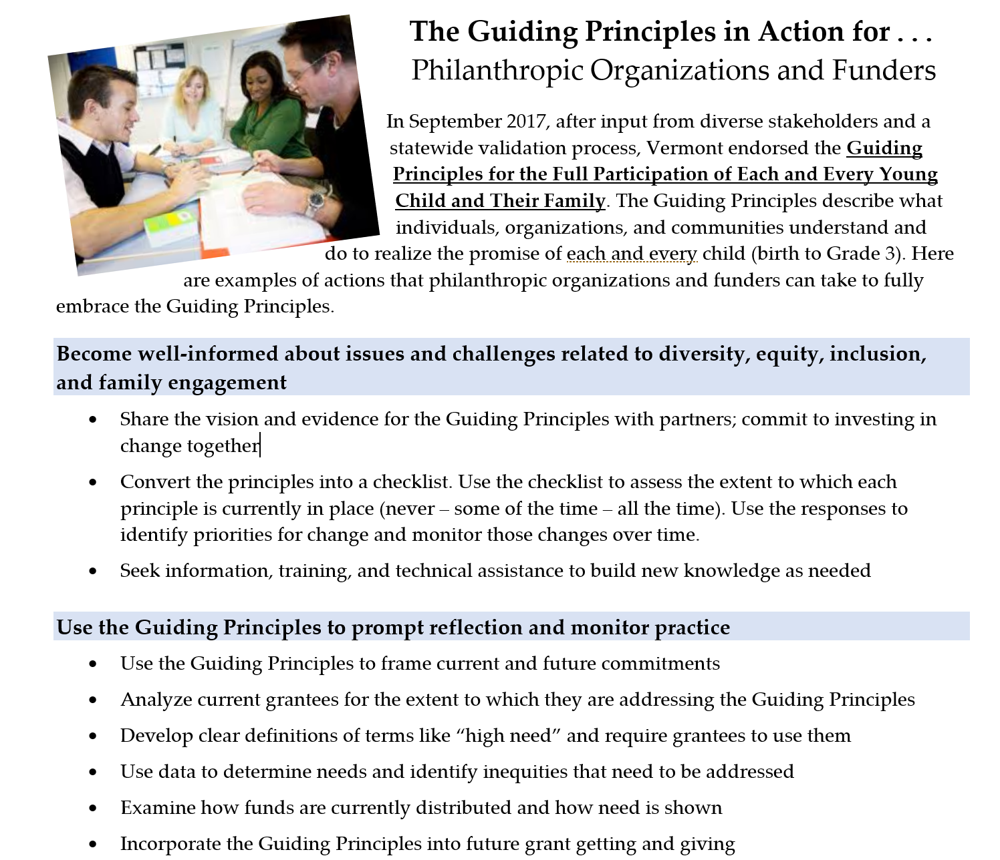 The Guiding Principles in Action for . . .
Philanthropic Organizations and Funders
In September 2017, after input from diverse stakeholders and a
statewide validation process, Vermont endorsed the Guiding
Principles for the Full Participation of Each and Every Young
Child and Their Family. The Guiding Principles describe what
individuals, organizations, and communities understand and
do to realize the promise of each and every child (birth to Grade 3). Here
are examples of actions that philanthropic organizations and funders can take to fully
embrace the Guiding Principles.
Become well-informed about issues and challenges related to diversity, equity, inclusion,
and family engagement
• Share the vision and evidence for the Guiding Principles with partners; commit to investing in
change together
• Convert the principles into a checklist. Use the checklist to assess the extent to which each
principle is currently in place (never – some of the time – all the time). Use the responses to
identify priorities for change and monitor those changes over time.
• Seek information, training, and technical assistance to build new knowledge as needed
Use the Guiding Principles to prompt reflection and monitor practice
• Use the Guiding Principles to frame current and future commitments
• Analyze current grantees for the extent to which they are addressing the Guiding Principles
• Develop clear definitions of terms like “high need” and require grantees to use them
• Use data to determine needs and identify inequities that need to be addressed
• Examine how funds are currently distributed and how need is shown
• Incorporate the Guiding Principles into future grant getting and giving